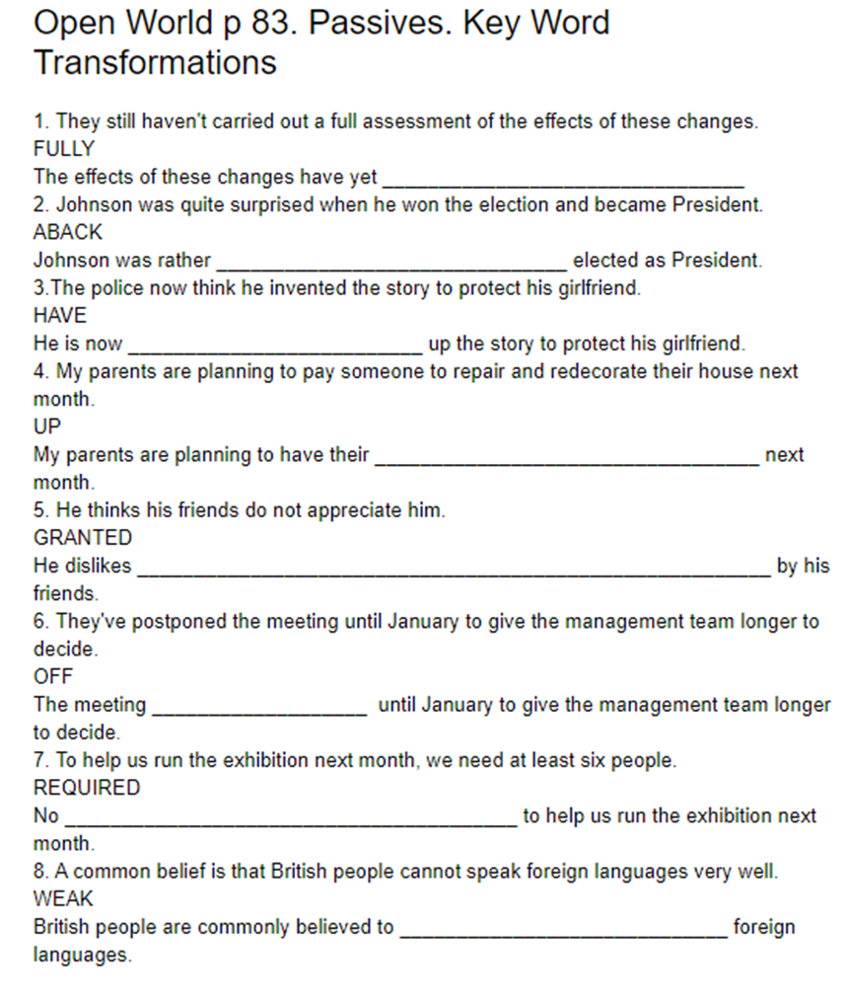 Open World p 83. Passives. Key Word
Transformations
1. They still haven't carried out a full assessment of the effects of these changes.
FULLY
The effects of these changes have yet ________________________________
2. Johnson was quite surprised when he won the election and became President.
ABACK
Johnson was rather _______________________________ elected as President.
3.The police now think he invented the story to protect his girlfriend.
HAVE
He is now __________________________ up the story to protect his girlfriend.
4. My parents are planning to pay someone to repair and redecorate their house next
month.
UP
My parents are planning to have their __________________________________ next
month.
5. He thinks his friends do not appreciate him.
GRANTED
He dislikes ________________________________________________________ by his
friends.
6. They've postponed the meeting until January to give the management team longer to
decide.
OFF
The meeting ___________________ until January to give the management team longer
to decide.
7. To help us run the exhibition next month, we need at least six people.
REQUIRED
No ________________________________________ to help us run the exhibition next
month.
8. A common belief is that British people cannot speak foreign languages very well.
WEAK
British people are commonly believed to _____________________________ foreign
languages.